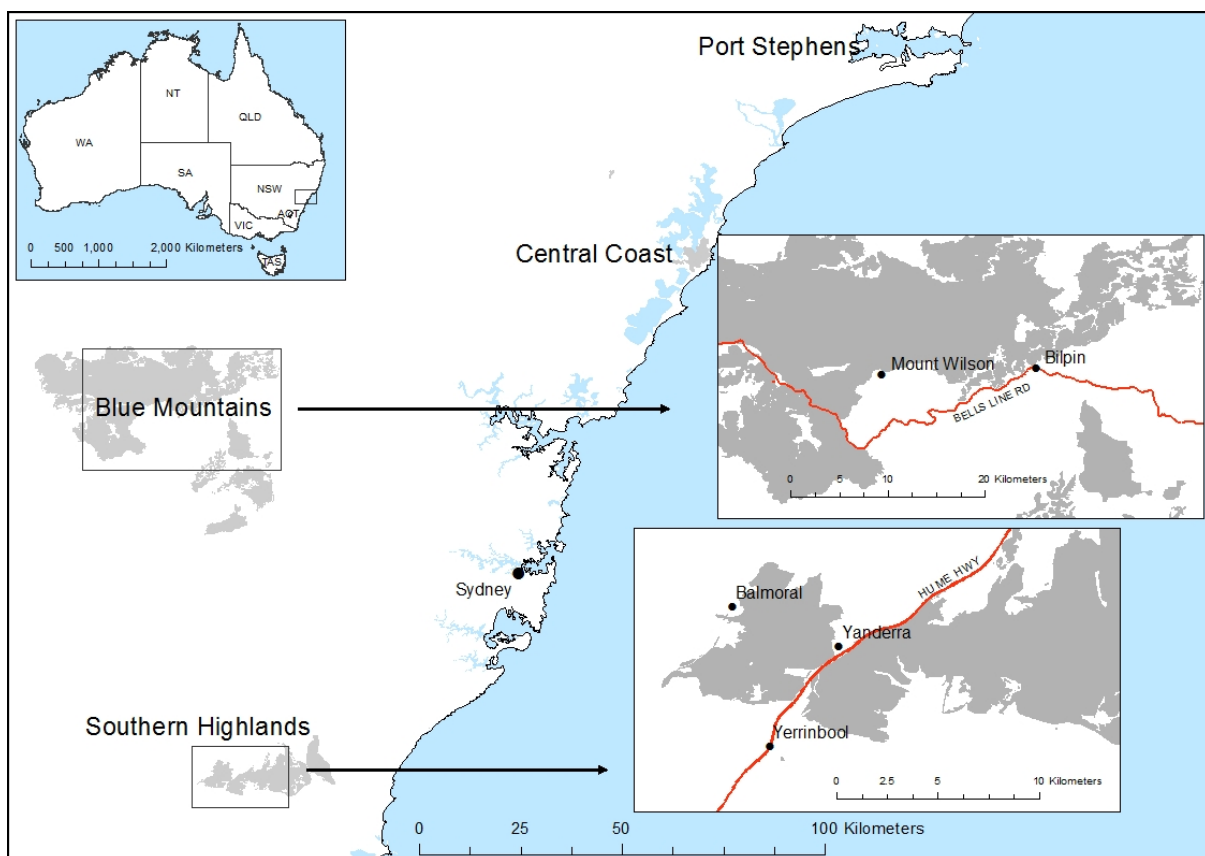 NT
QLD
WA
SA
NSW
ACT
VIC
TAS
0 500 1,000 2,000 Kilometers
Port Stephens
Central Coast
Blue Mountains
Mount Wilson
Bilpin
BELLS LINE RD
0 5 10 20 Kilometers
Sydney
Balmoral
HUME HWY
Yanderra
Yerrinbool
0 2.5 5 10 Kilometers
Southern Highlands
0 25 50 100 Kilometers